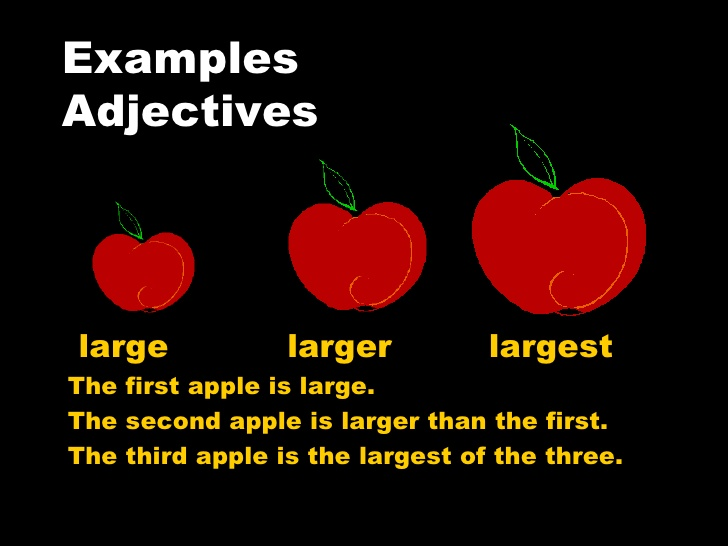 Examples
Adjectives
large larger largest
The first apple is large.
The second apple is larger than the first.
The third apple is the largest of the three.